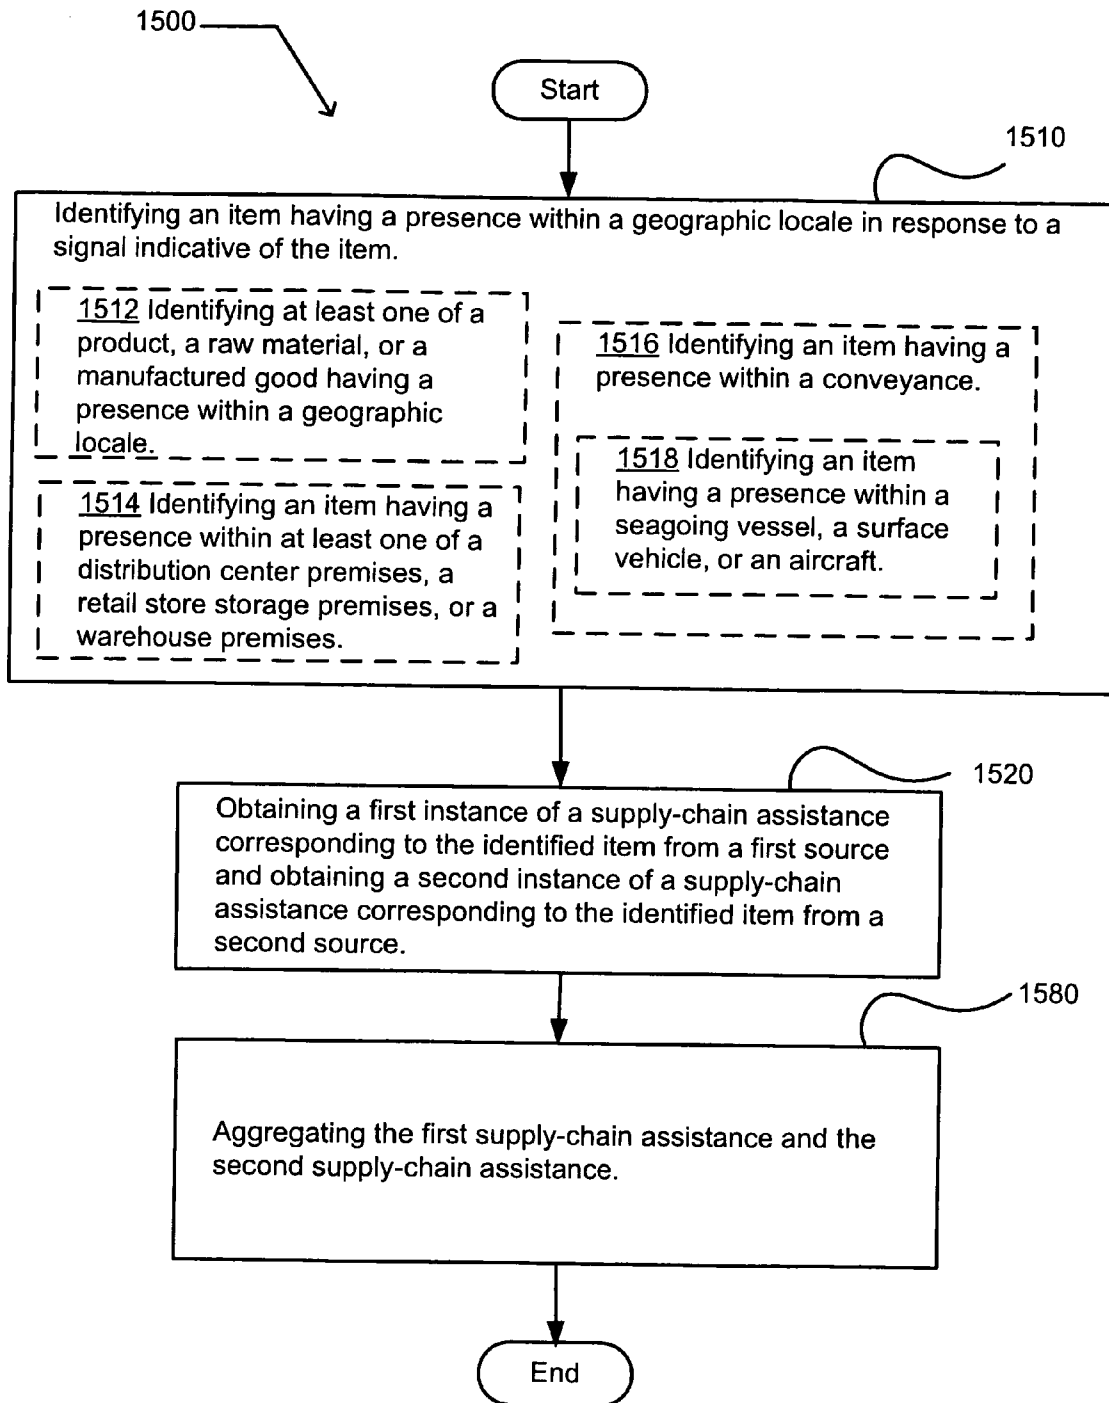 1500
Start
1510
Identifying an item having a presence within a geographic locale in response to a
signal indicative of the item.
1512 Identifying at least one of a
product, a raw material, or a
manufactured good having a
presence within a geographic
locale.
1514 Identifying an item having a
presence within at least one of a
distribution center premises, a
retail store storage premises, or a
warehouse premises.
1516 Identifying an item having a
presence within a conveyance.
1518 Identifying an item
having a presence within a
seagoing vessel, a surface
vehicle, or an aircraft.
1520
Obtaining a first instance of a supply-chain assistance
corresponding to the identified item from a first source
and obtaining a second instance of a supply-chain
assistance corresponding to the identified item from a
second source.
1580
Aggregating the first supply-chain assistance and the
second supply-chain assistance.
End